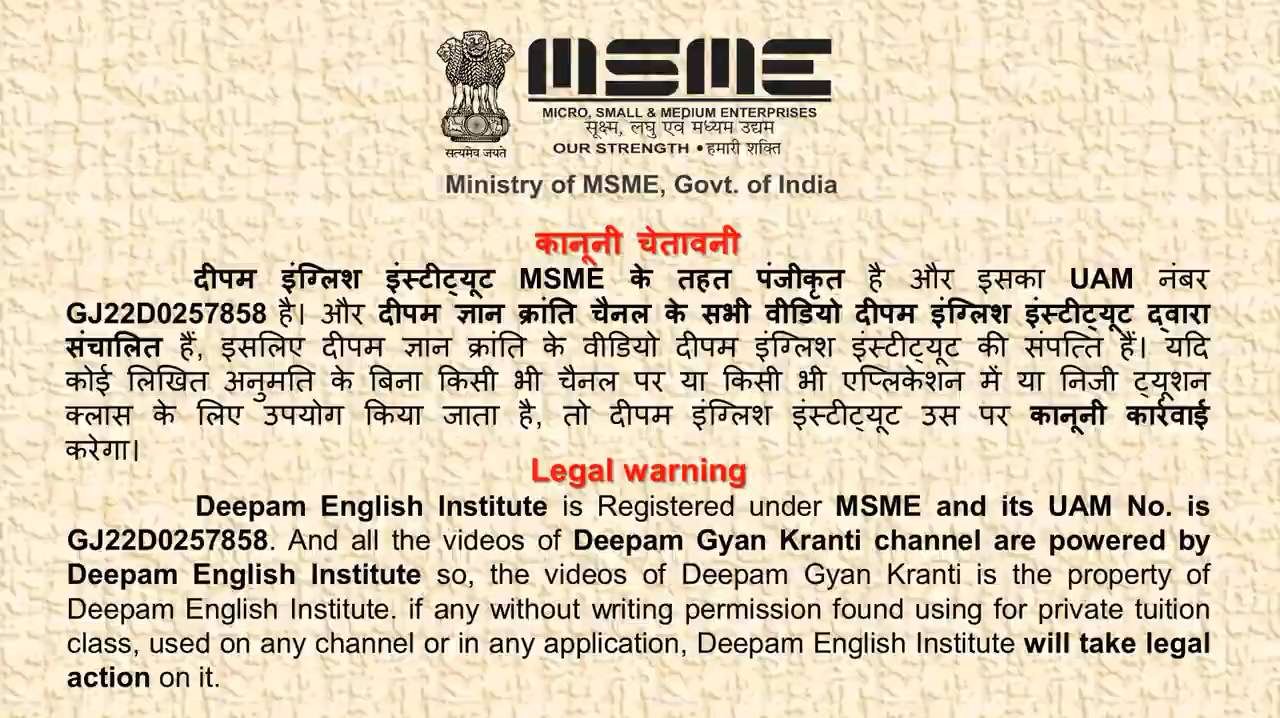 MSME
MICRO, SMALL & MEDIUM ENTERPRISES
सूक्ष्म, लघु एवं मध्यम उद्यम
सत्यमेव जयते
OUR STRENGTH • हमारी शक्ति
Ministry of MSME, Govt. of India
कानूनी चेतावनी
दीपम इंग्लिश इंस्टीट्यूट MSME के तहत पंजीकृत है और इसका UAM नंबर
GJ22D0257858 है। और दीपम ज्ञान क्रांति चैनल के सभी वीडियो दीपम इंग्लिश इंस्टीट्यूट द्वारा
संचालित हैं, इसलिए दीपम ज्ञान क्रांति के वीडियो दीपम इंग्लिश इंस्टीट्यूट की संपत्ति हैं। यदि
कोई लिखित अनुमति के बिना किसी भी चैनल पर या किसी भी एप्लिकेशन में या निजी ट्यूशन
क्लास के लिए उपयोग किया जाता है, तो दीपम इंग्लिश इंस्टीट्यूट उस पर कानूनी कार्रवाई
करेगा।
Legal warning
Deepam English Institute is Registered under MSME and its UAM No. is
GJ22D0257858. And all the videos of Deepam Gyan Kranti channel are powered by
Deepam English Institute so, the videos of Deepam Gyan Kranti is the property of
Deepam English Institute. if any without writing permission found using for private tuition
class, used on any channel or in any application, Deepam English Institute will take legal
action on it.